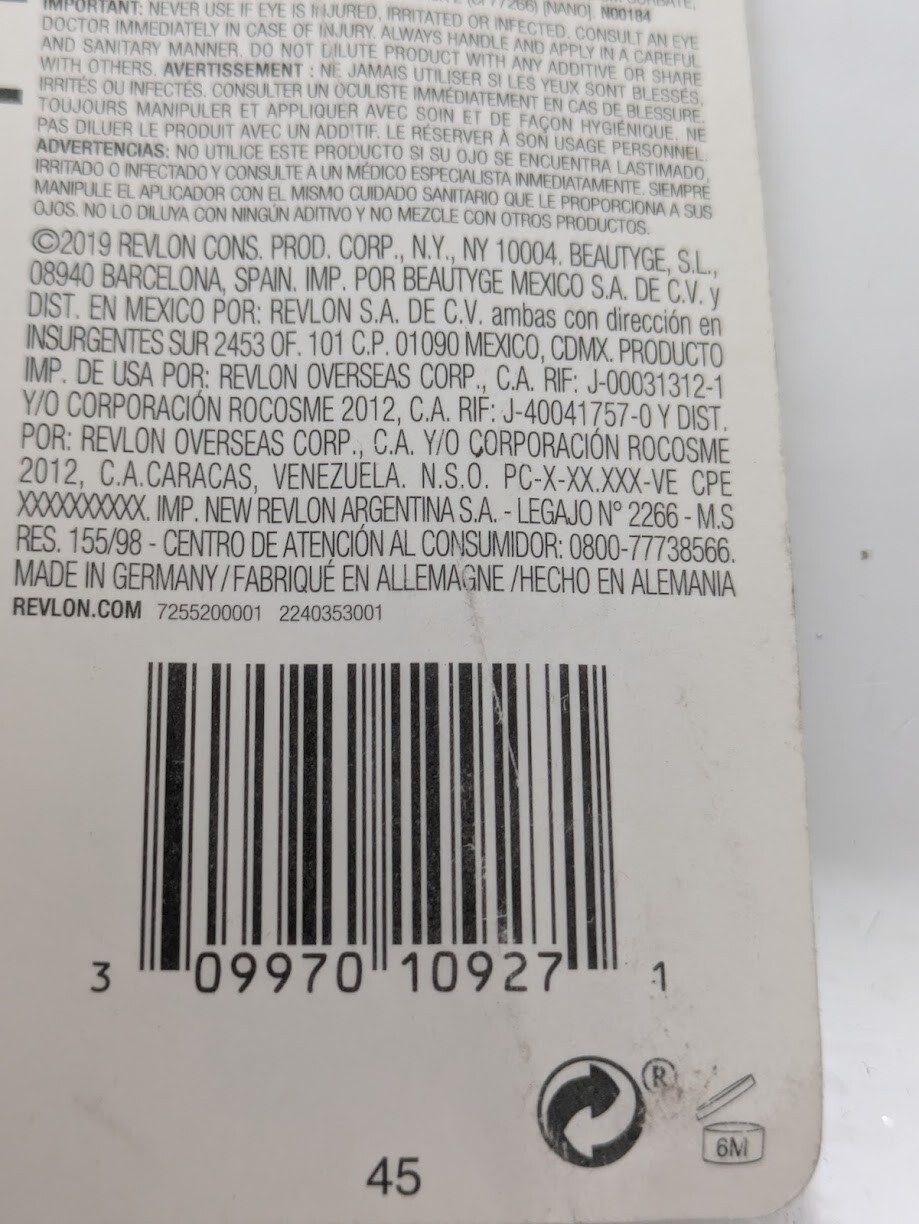 (CI 77266) [NANO]. N00184
IMPORTANT: NEVER USE IF EYE IS INJURED, IRRITATED OR INFECTED. CONSULT AN EYE
DOCTOR IMMEDIATELY IN CASE OF INJURY. ALWAYS HANDLE AND APPLY IN A CAREFUL
AND SANITARY MANNER. DO NOT DILUTE PRODUCT WITH ANY ADDITIVE OR SHARE
WITH OTHERS. AVERTISSEMENT : NE JAMAIS UTILISER SI LES YEUX SONT BLESSÉS,
IRRITÉS OU INFECTÉS. CONSULTER UN OCULISTE IMMÉDIATEMENT EN CAS DE BLESSURE.
TOUJOURS MANIPULER ET APPLIQUER AVEC SOIN ET DE FAÇON HYGIÉNIQUE. NE
PAS DILUER LE PRODUIT AVEC UN ADDITIF. LE RÉSERVER À SON USAGE PERSONNEL.
ADVERTENCIAS: NO UTILICE ESTE PRODUCTO SI SU OJO SE ENCUENTRA LASTIMADO,
IRRITADO O INFECTADO Y CONSULTE A UN MÉDICO ESPECIALISTA INMEDIATAMENTE. SIEMPRE
MANIPULE EL APLICADOR CON EL MISMO CUIDADO SANITARIO QUE LE PROPORCIONA A SUS
OJOS. NO LO DILUYA CON NINGÚN ADITIVO Y NO MEZCLE CON OTROS PRODUCTOS.
©2019 REVLON CONS. PROD. CORP., N.Y., NY 10004. BEAUTYGE, S.L.,
08940 BARCELONA, SPAIN. IMP. POR BEAUTYGE MEXICO S.A. DE C.V. y
DIST. EN MEXICO POR: REVLON S.A. DE C.V. ambas con dirección en
INSURGENTES SUR 2453 OF. 101 C.P. 01090 MEXICO, CDMX. PRODUCTO
IMP. DE USA POR: REVLON OVERSEAS CORP., C.A. RIF: J-00031312-1
Y/O CORPORACIÓN ROCOSME 2012, C.A. RIF: J-40041757-0 Y DIST.
POR: REVLON OVERSEAS CORP., C.A. Y/O CORPORACIÓN ROCOSME
2012, C.A.CARACAS, VENEZUELA. N.S.O. PC-X-XX.XXX-VE CPE
XXXXXXXXXX. IMP. NEW REVLON ARGENTINA S.A. - LEGAJO N° 2266 - M.S
RES. 155/98 - CENTRO DE ATENCIÓN AL CONSUMIDOR: 0800-77738566.
MADE IN GERMANY / FABRIQUÉ EN ALLEMAGNE /HECHO EN ALEMANIA
REVLON.COM 7255200001 2240353001
3 09970 10927 1
®
6M
45